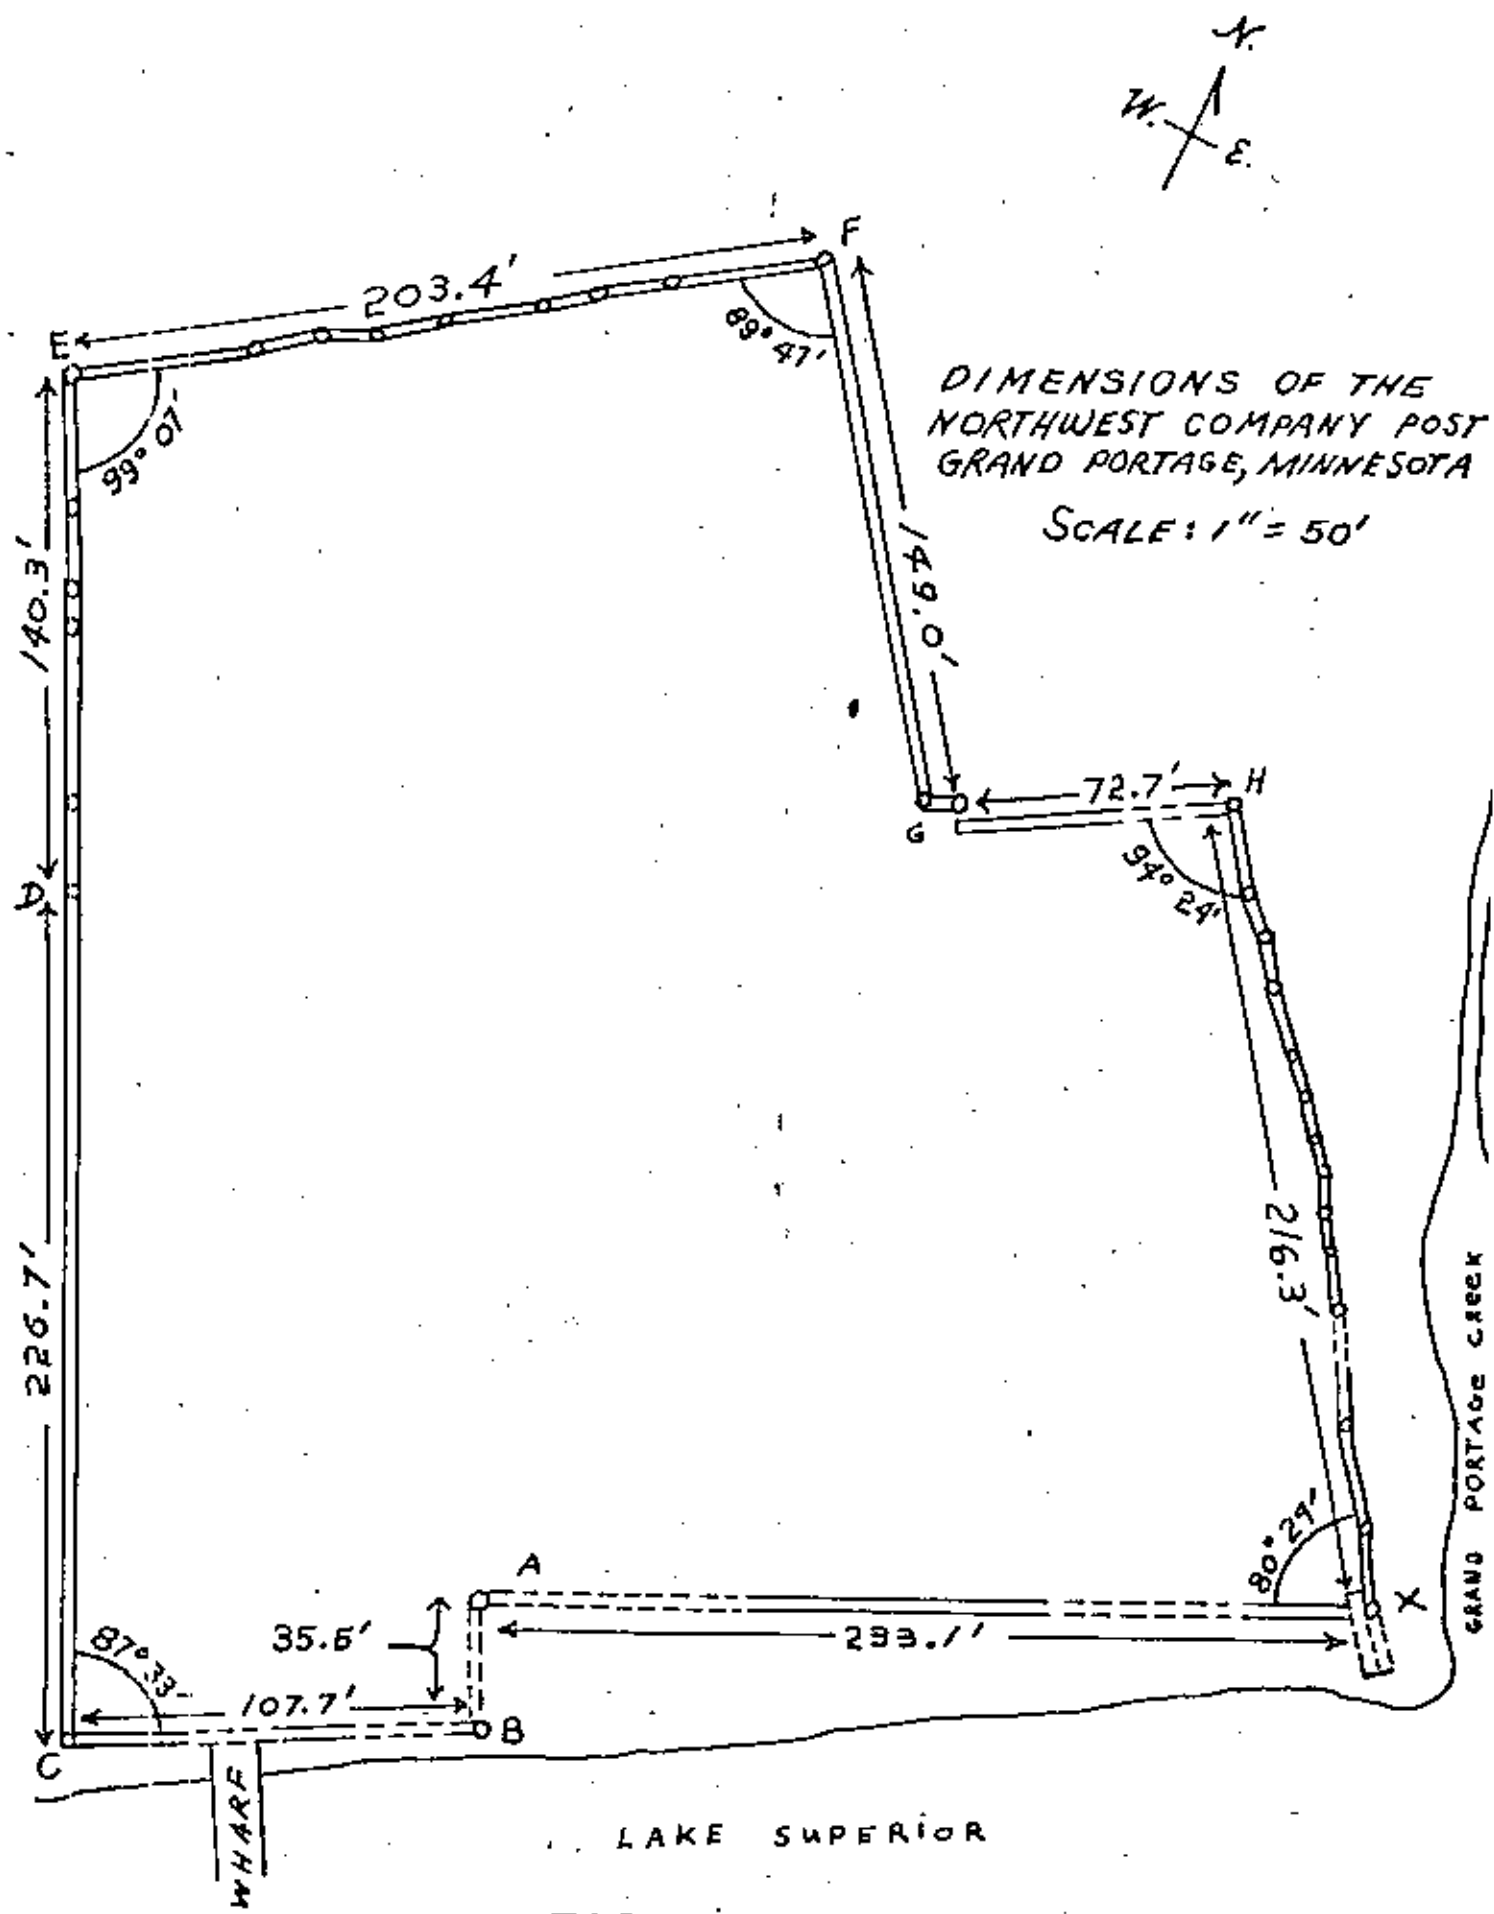 N.
W.
E.
F
203.4'
E
89° 47'
99° 07'
DIMENSIONS OF THE
NORTHWEST COMPANY POST
GRAND PORTAGE, MINNESOTA
SCALE: 1" = 50'
140.3'
149.0'
72.7'
H
G
94° 24'
D
216.3'
226.7'
GRAND PORTAGE CREEK
80° 29'
A
X
35.6'
233.1'
87° 33'
107.7'
B
C
WHARF
LAKE SUPERIOR